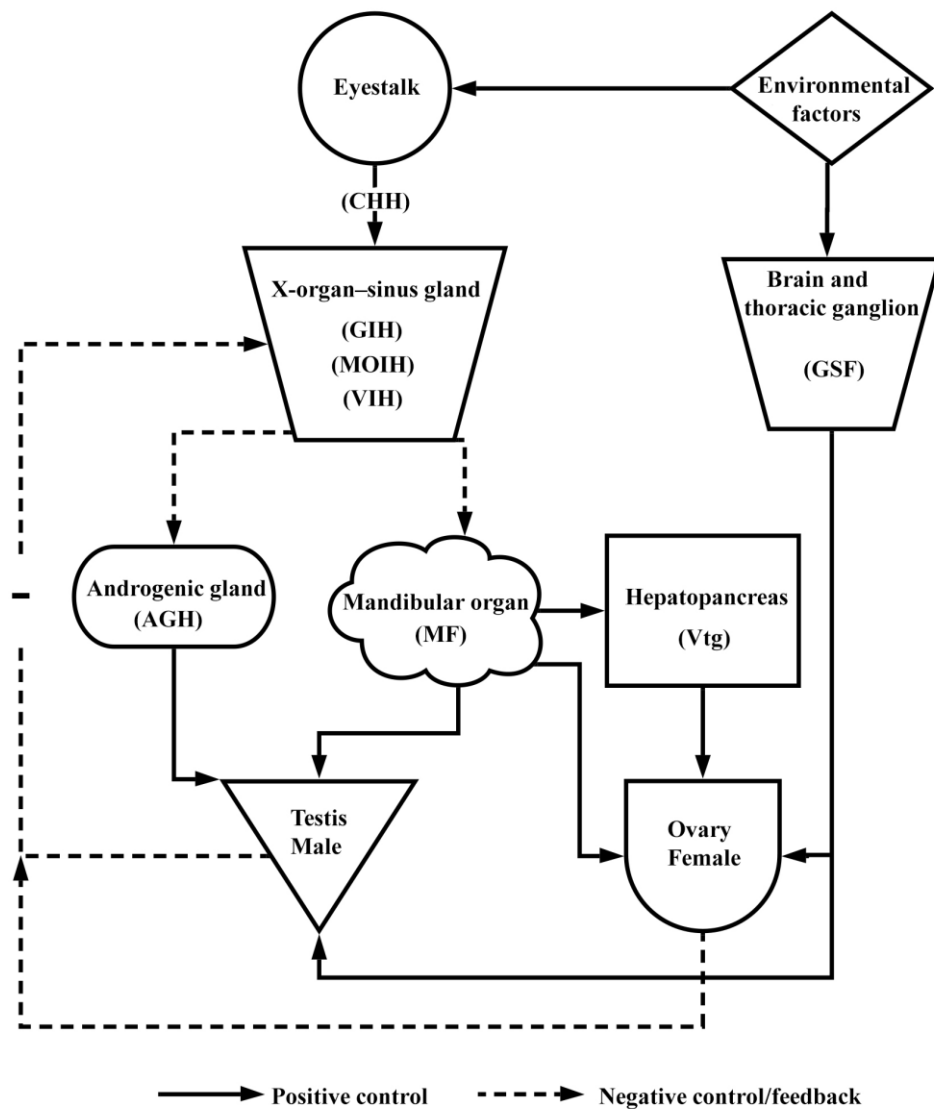 Eyestalk
Environmental
factors
(CHH)
X-organ–sinus gland
(GIH)
(MOIH)
(VIH)
Brain and
thoracic ganglion
(GSF)
Androgenic gland
(AGH)
Mandibular organ
(MF)
Hepatopancreas
(Vtg)
Testis
Male
Ovary
Female
Positive control
Negative control/feedback